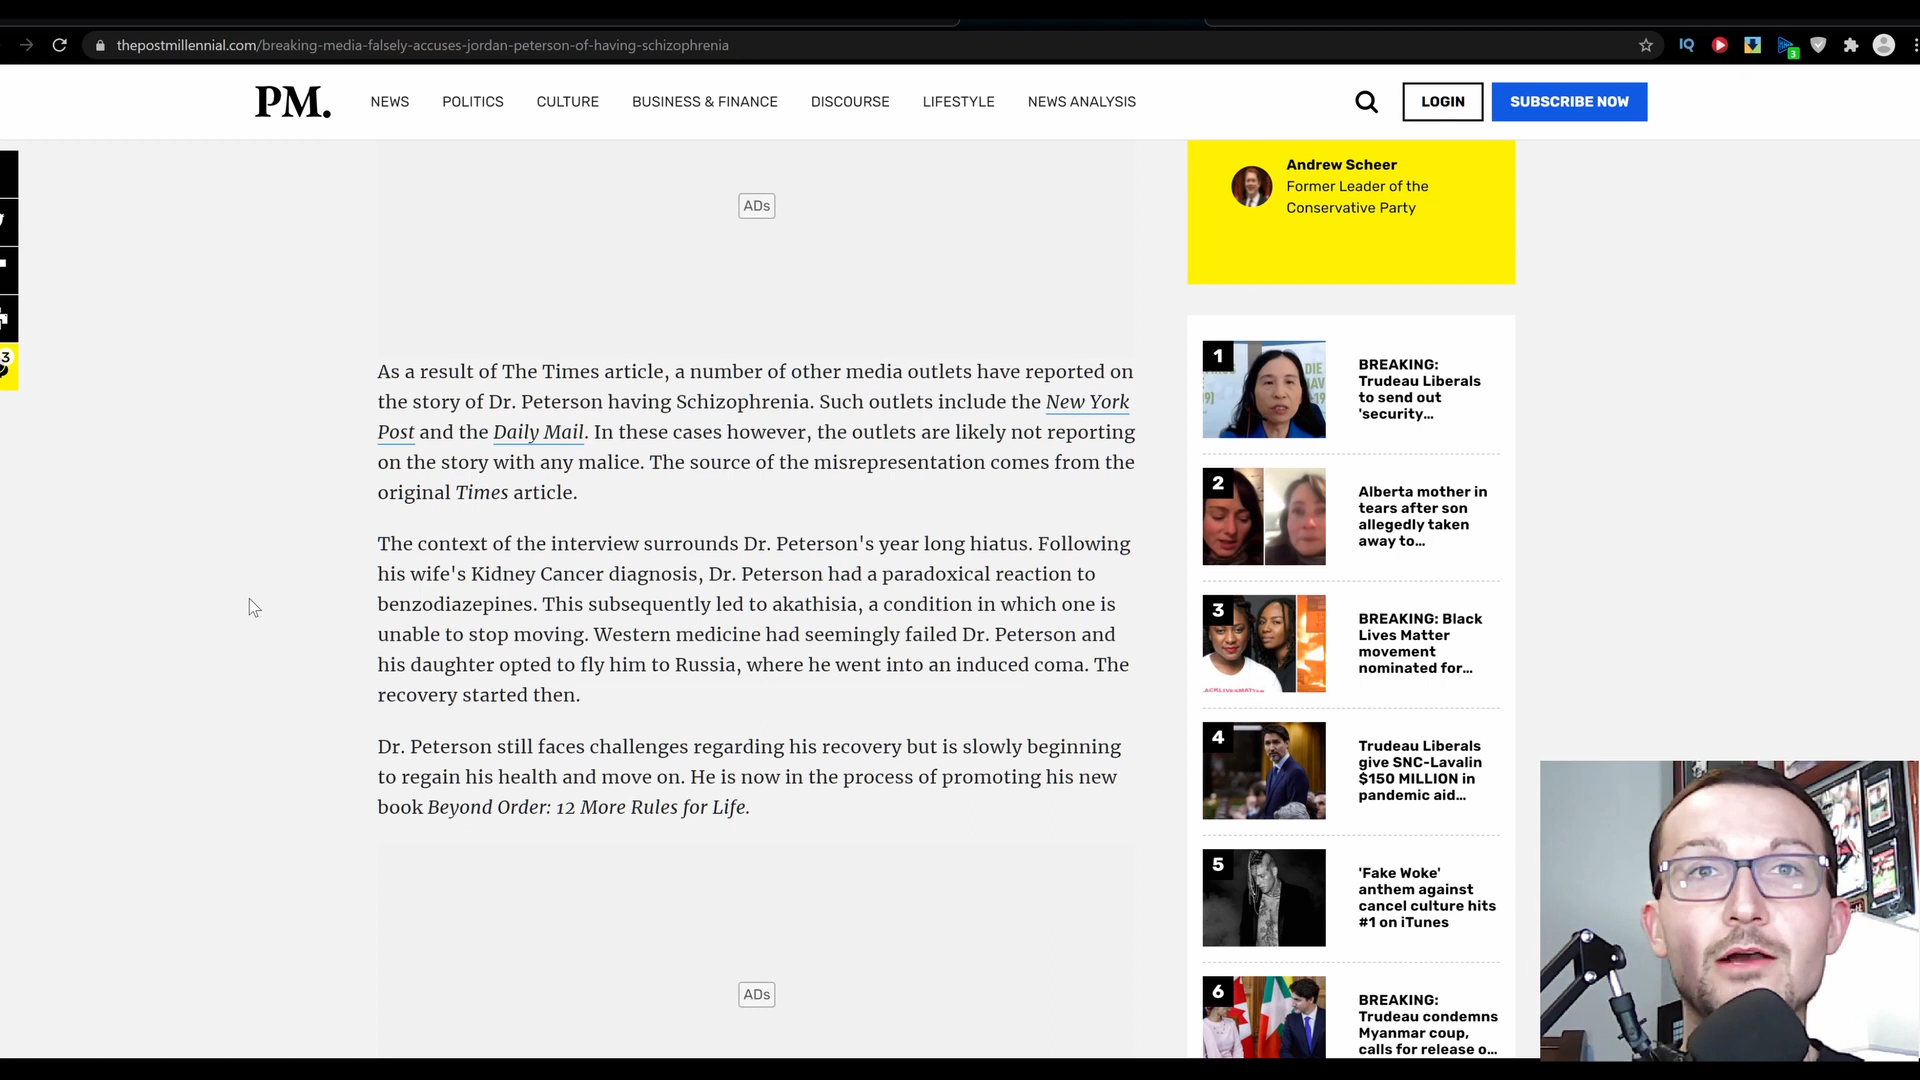 thepostmillennial.com/breaking-media-falsely-accuses-jordan-peterson-of-having-schizophrenia
IQ
3
PM.
NEWS
POLITICS
CULTURE
BUSINESS & FINANCE
DISCOURSE
LIFESTYLE
NEWS ANALYSIS
LOGIN
SUBSCRIBE NOW
3
ADs
As a result of The Times article, a number of other media outlets have reported on
the story of Dr. Peterson having Schizophrenia. Such outlets include the New York
Post and the Daily Mail. In these cases however, the outlets are likely not reporting
on the story with any malice. The source of the misrepresentation comes from the
original Times article.
The context of the interview surrounds Dr. Peterson's year long hiatus. Following
his wife's Kidney Cancer diagnosis, Dr. Peterson had a paradoxical reaction to
benzodiazepines. This subsequently led to akathisia, a condition in which one is
unable to stop moving. Western medicine had seemingly failed Dr. Peterson and
his daughter opted to fly him to Russia, where he went into an induced coma. The
recovery started then.
Dr. Peterson still faces challenges regarding his recovery but is slowly beginning
to regain his health and move on. He is now in the process of promoting his new
book Beyond Order: 12 More Rules for Life.
ADs
Andrew Scheer
Former Leader of the
Conservative Party
1
BREAKING:
Trudeau Liberals
to send out
'security...
2
Alberta mother in
tears after son
allegedly taken
away to...
3
BREAKING: Black
Lives Matter
movement
nominated for...
4
Trudeau Liberals
give SNC-Lavalin
$150 MILLION in
pandemic aid...
5
'Fake Woke'
anthem against
cancel culture hits
#1 on iTunes
6
BREAKING:
Trudeau condemns
Myanmar coup,
calls for release o...